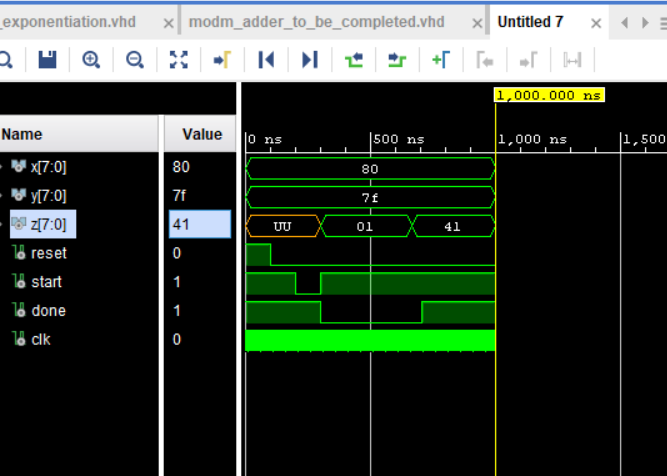 _exponentiation.vhd
modm_adder_to_be_completed.vhd
Untitled 7
1,000.000 ns
Name
Value
0 ns
500 ns
1,000 ns
1,500
x[7:0]
80
80
y[7:0]
7f
7f
z[7:0]
41
UU
01
41
reset
0
start
1
done
1
clk
0